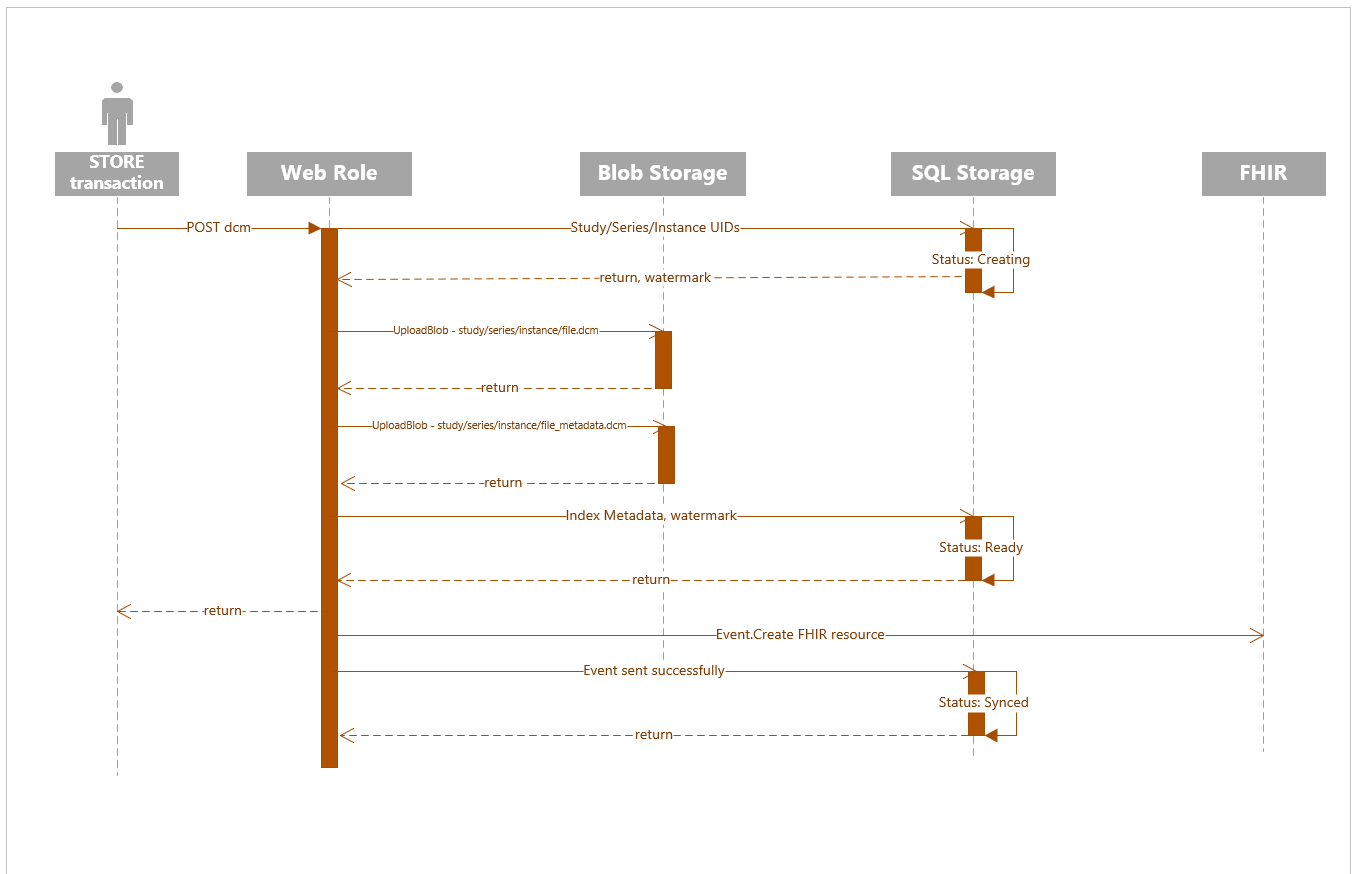 STORE
transaction
Web Role
Blob Storage
SQL Storage
FHIR
POST dcm
Study/Series/Instance UIDs
Status: Creating
return, watermark
UploadBlob - study/series/instance/file.dcm
return
UploadBlob - study/series/instance/file_metadata.dcm
return
Index Metadata, watermark
Status: Ready
return
return
Event.Create FHIR resource
Event sent successfully
Status: Synced
return